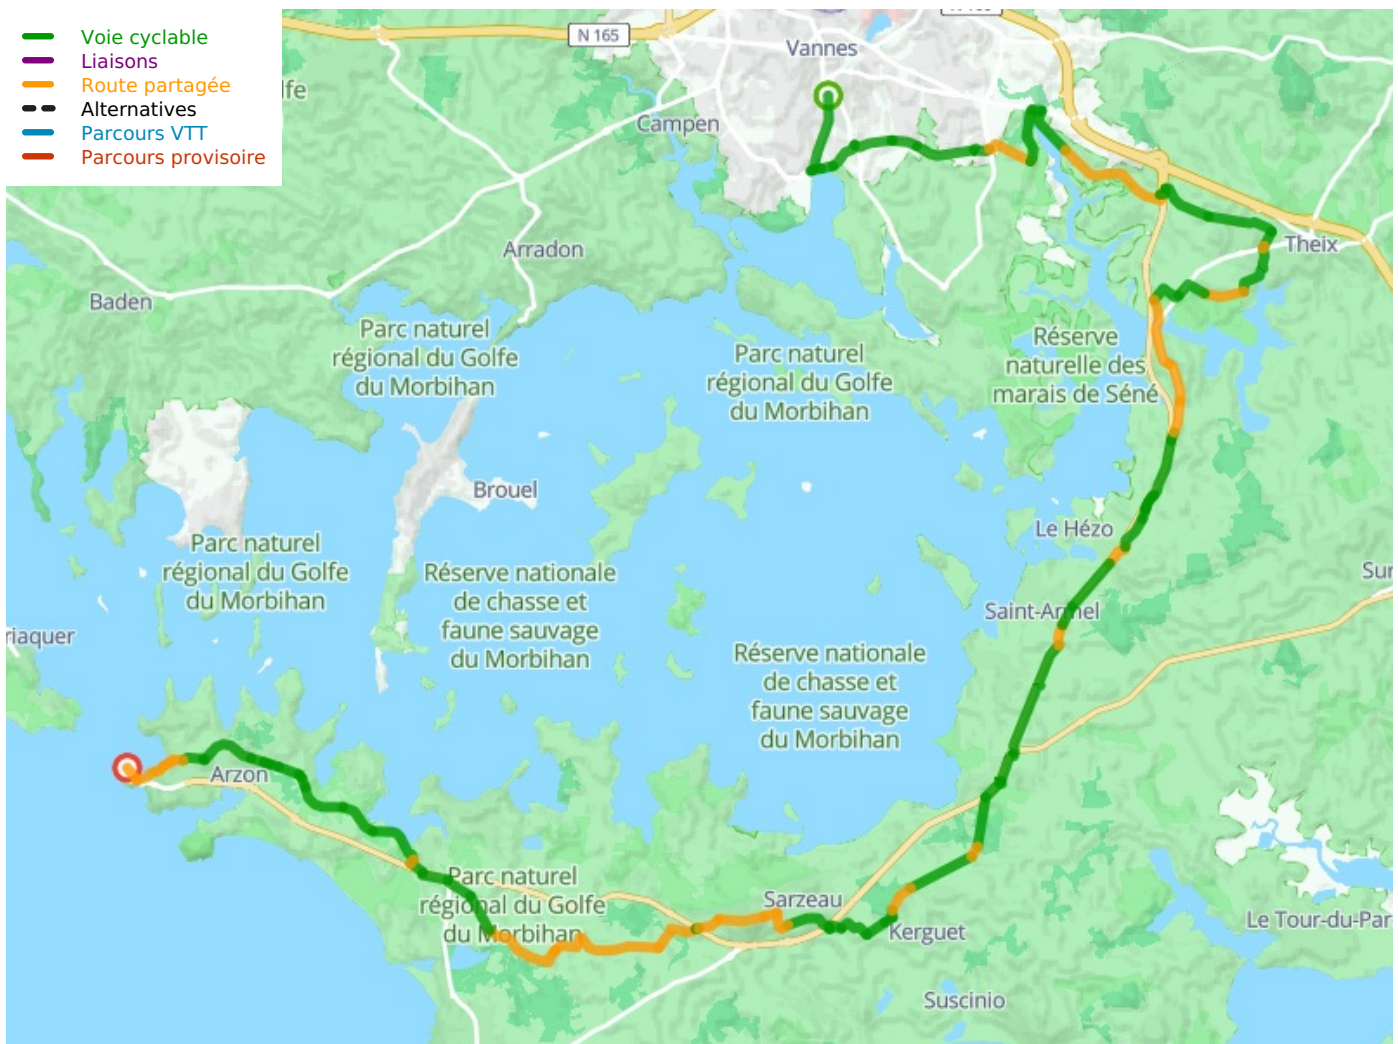 Voie cyclable
Liaisons
Route partagée
Alternatives
Parcours VTT
Parcours provisoire
lfe
N 165
Vannes
Campen
Arradon
Theix
Baden
Parc naturel
régional du Golfe
du Morbihan
Parc naturel
régional du Golfe
du Morbihan
Réserve
naturelle des
marais de Séné
Brouel
Le Hézo
Parc naturel
régional du Golfe
du Morbihan
Réserve nationale
de chasse et
faune sauvage
du Morbihan
Sur
Saint-Armel
riaquer
Réserve nationale
de chasse et
faune sauvage
du Morbihan
Arzon
Parc naturel
régional du Golfe
du Morbihan
Sarzeau
Kerguet
Le Tour-du-Par
Suscinio